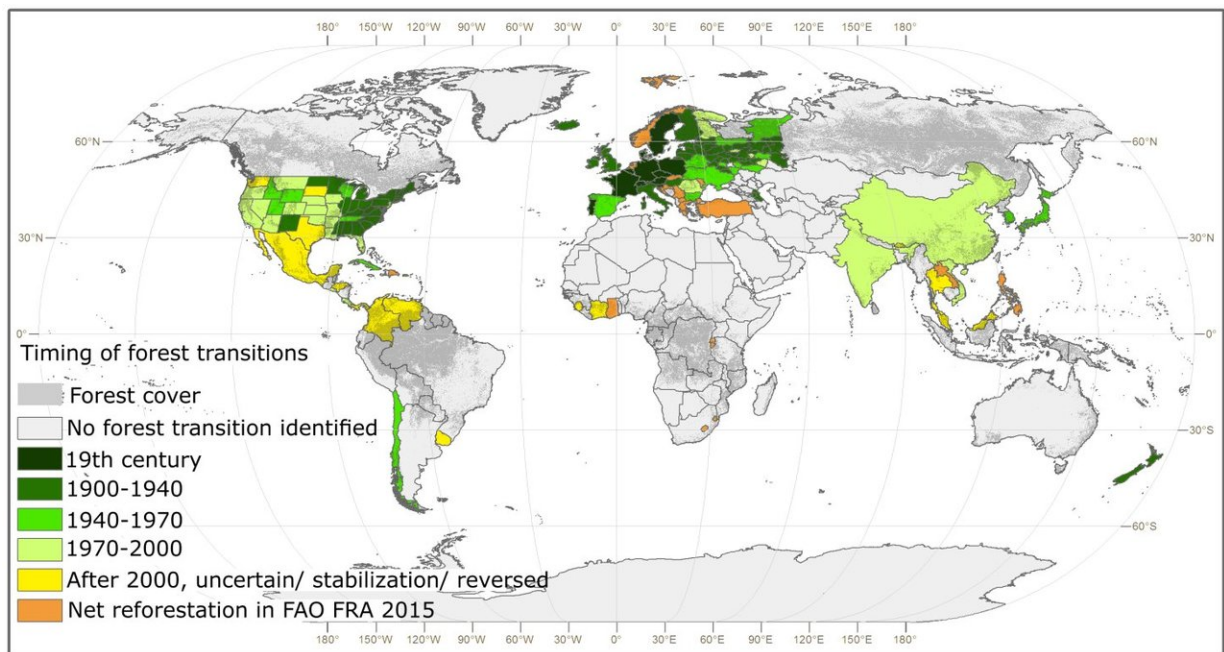 180° 150°W 120°W 90°W 60°W 30°W 0° 30°E 60°E 90°E 120°E 150°E 180°
60°N 60°N
30°N 30°N
0° 0°
Timing of forest transitions
Forest cover
No forest transition identified
30°S
19th century
1900-1940
1940-1970
60°S
1970-2000
After 2000, uncertain/ stabilization/ reversed
Net reforestation in FAO FRA 2015
180° 150°W 120°W 90°W 60°W 30°W 0° 30°E 60°E 90°E 120°E 150°E 180°